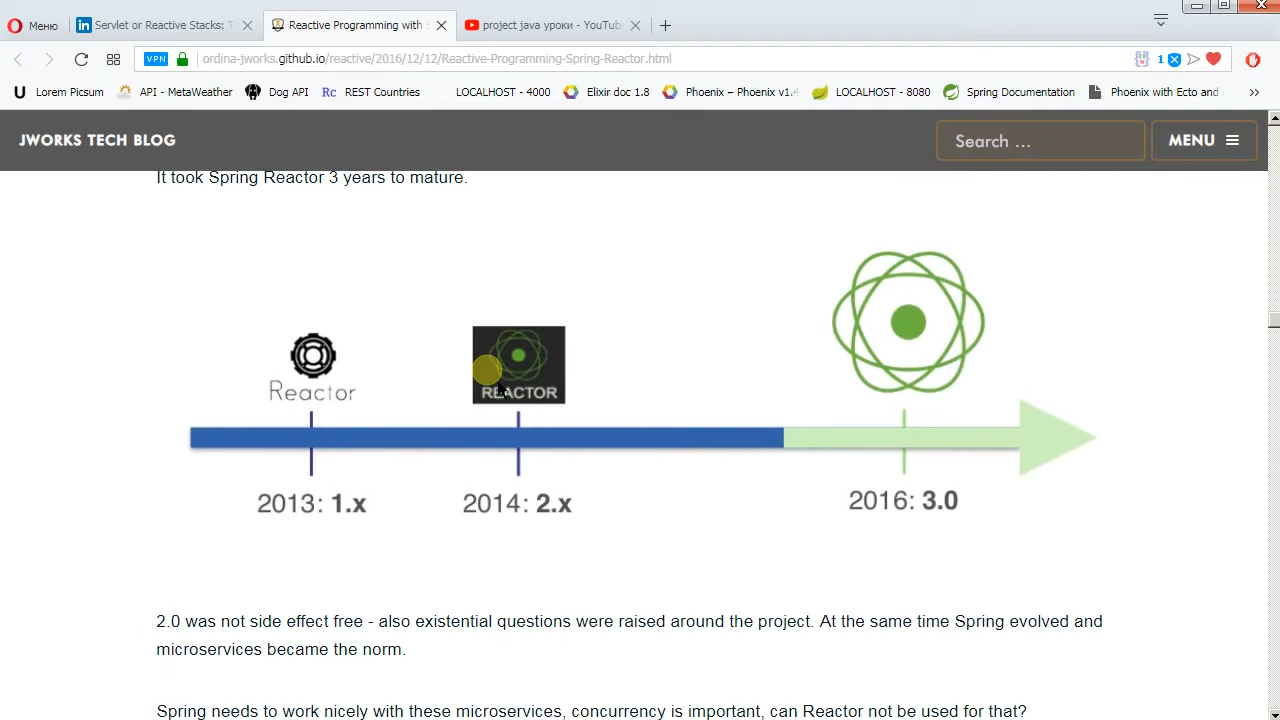 Меню
Servlet or Reactive Stacks: T
Reactive Programming with S
project java уроки - YouTube
VPN
ordina-jworks.github.io/reactive/2016/12/12/Reactive-Programming-Spring-Reactor.html
1
U Lorem Picsum
API - MetaWeather
Dog API
Rc REST Countries
LOCALHOST - 4000
Elixir doc 1.8
Phoenix – Phoenix v1.4
LOCALHOST - 8080
Spring Documentation
Phoenix with Ecto and
JWORKS TECH BLOG
Search ...
MENU
It took Spring Reactor 3 years to mature.
Reactor
REACTOR
2013: 1.x
2014: 2.x
2016: 3.0
2.0 was not side effect free - also existential questions were raised around the project. At the same time Spring evolved and
microservices became the norm.
Spring needs to work nicely with these microservices, concurrency is important, can Reactor not be used for that?